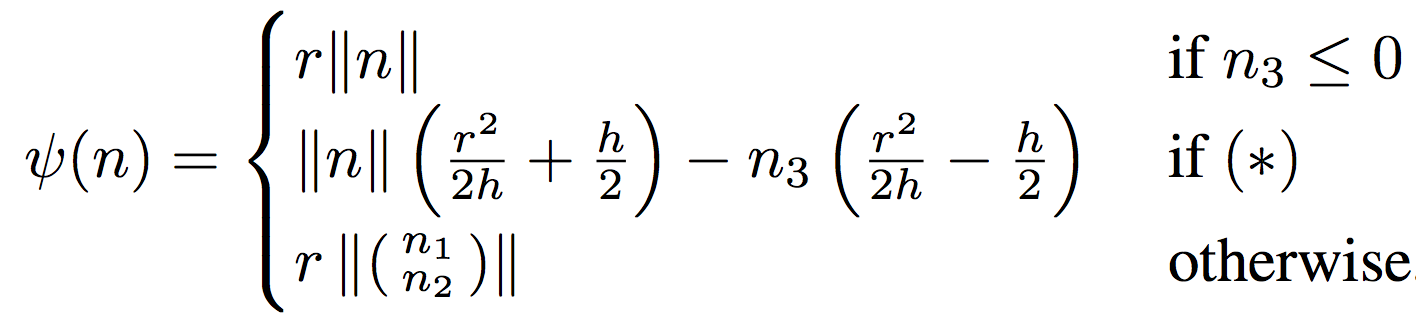 ψ(n) = { r‖n‖ if n₃ ≤ 0
‖n‖ (r²/2h + h/2) − n₃ (r²/2h − h/2) if (∗)
r ‖(n₁ n₂)‖ otherwise.